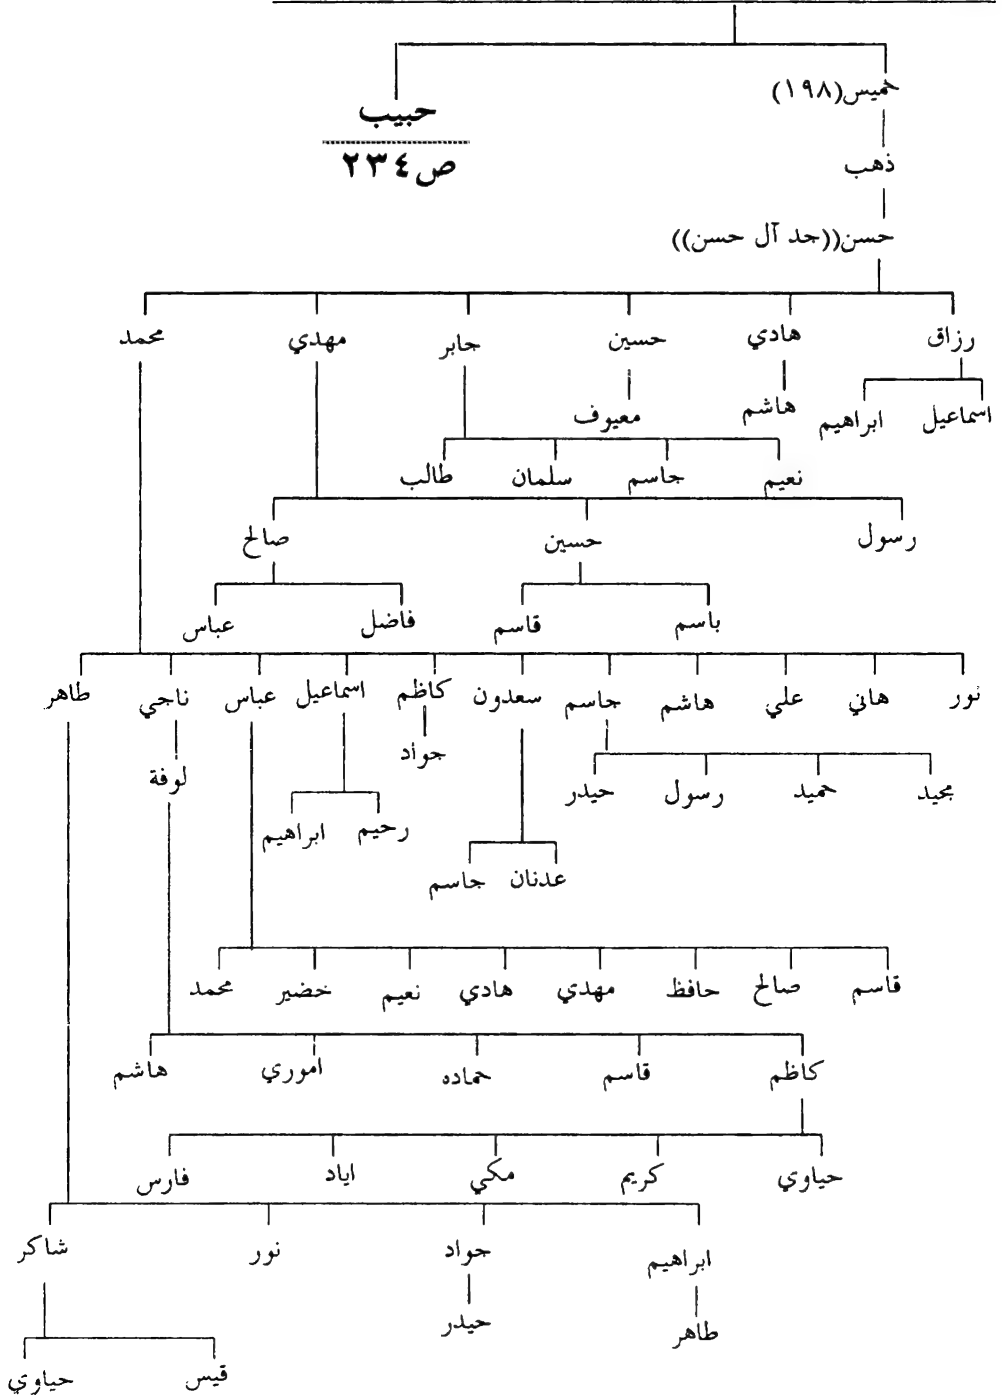 خميس(١٩٨)
حبيب
ص٢٣٤
ذهب
حسن((جد آل حسن))
رزاق هادي حسين جابر مهدي محمد
اسماعيل ابراهيم هاشم معيوف
نعيم جاسم سلمان طالب
رسول حسين صالح
باسم قاسم فاضل عباس
نور هاني علي هاشم جاسم سعدون كاظم اسماعيل عباس ناجي طاهر
مجيد حميد رسول حيدر جواد لوفة
رحيم ابراهيم
عدنان جاسم
قاسم صالح حافظ مهدي هادي نعيم خضير محمد
كاظم قاسم حماده اموري هاشم
حياوي كريم مكي اياد فارس
ابراهيم جواد نور شاكر
طاهر حيدر
قيس حياوي